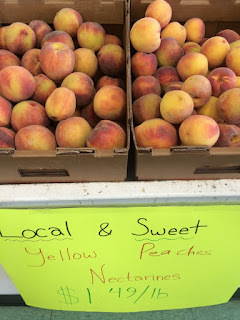 Local & Sweet
Yellow Peaches
Nectarines
$1.49/lb